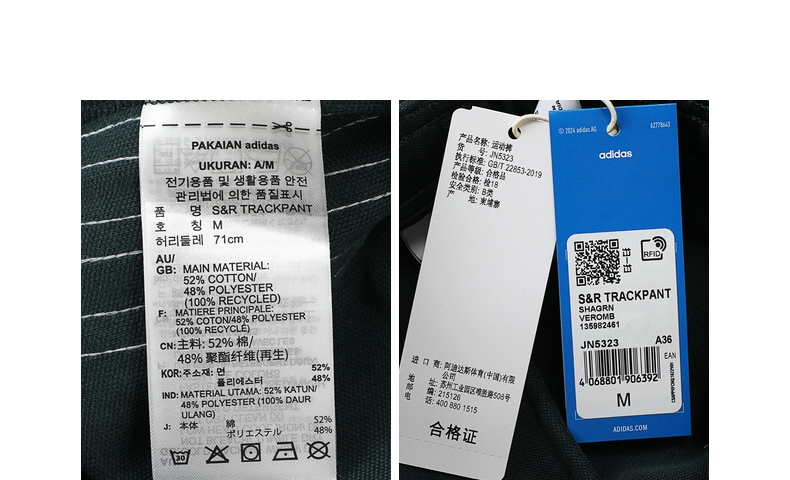 PAKAIAN adidas
UKURAN: A/M
전기용품 및 생활용품 안전
관리법에 의한 품질표시
품 명 S&R TRACKPANT
호 칭 M
허리둘레 71cm
AU/
GB: MAIN MATERIAL:
52% COTTON/
48% POLYESTER
(100% RECYCLED)
F: MATIERE PRINCIPALE:
52% COTON/48% POLYESTER
(100% RECYCLÉ)
CN: 主料: 52% 棉/
48% 聚酯纤维(再生)
KOR: 주소재: 면 52%
폴리에스터 48%
IND: MATERIAL UTAMA: 52% KATUN/
48% POLYESTER (100% DAUR
ULANG)
J: 本体 綿 52%
ポリエステル 48%
30
产品名称: 运动裤
货 号: JN5323
执行标准: GB/T 22853-2019
产品等级: 合格品
检验合格: 检18
安全类别: B类
产 地: 柬埔寨
进 口 商: 阿迪达斯体育(中国)有限
公司
地 址: 苏州工业园区唯胜路508号
邮 编: 215126
电 话: 400 880 1515
合格证
© 2024 adidas AG 62778643
adidas
RFID
S&R TRACKPANT
SHAGRN
VEROMB
135982461
JN5323 A36
EAN
4 068801 906392
M
ADIDAS.COM